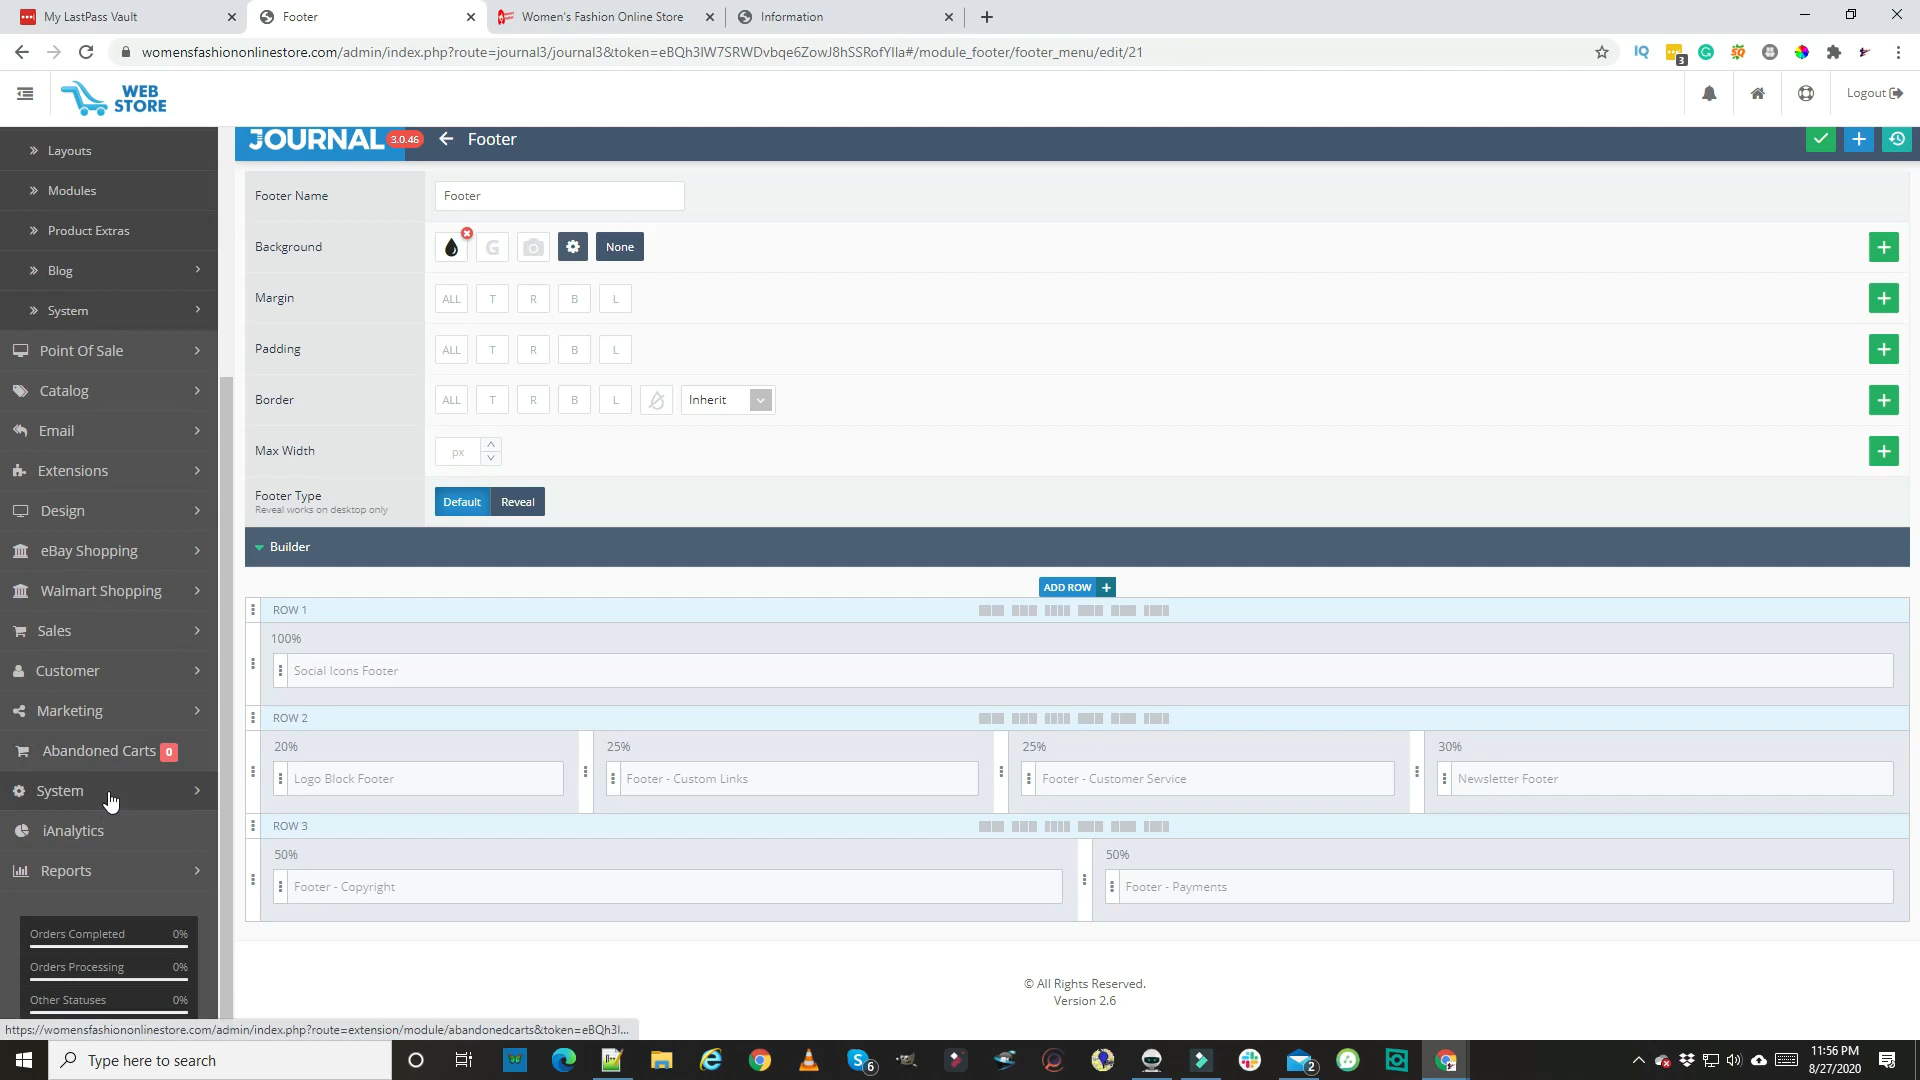 My LastPass Vault
Footer
Women's Fashion Online Store
Information
womensfashiononlinestore.com/admin/index.php?route=journal3/journal3&token=eBQh3IW7SRWDvbqe6ZowJ8hSSRofYIIa#/module_footer/footer_menu/edit/21
3
WEB
STORE
Logout
Layouts
Modules
Product Extras
Blog
System
Point Of Sale
Catalog
Email
Extensions
Design
eBay Shopping
Walmart Shopping
Sales
Customer
Marketing
Abandoned Carts 0
System
iAnalytics
Reports
Orders Completed 0%
Orders Processing 0%
Other Statuses 0%
JOURNAL 3.0.46 Footer
Footer Name Footer
Background G None
Margin ALL T R B L
Padding ALL T R B L
Border ALL T R B L Inherit
Max Width px
Footer Type Default Reveal
Reveal works on desktop only
Builder
ADD ROW +
ROW 1
100%
Social Icons Footer
ROW 2
20% 25% 25% 30%
Logo Block Footer Footer - Custom Links Footer - Customer Service Newsletter Footer
ROW 3
50% 50%
Footer - Copyright Footer - Payments
© All Rights Reserved.
Version 2.6
https://womensfashiononlinestore.com/admin/index.php?route=extension/module/abandonedcarts&token=eBQh3I...
Type here to search
6
2
11:56 PM
8/27/2020